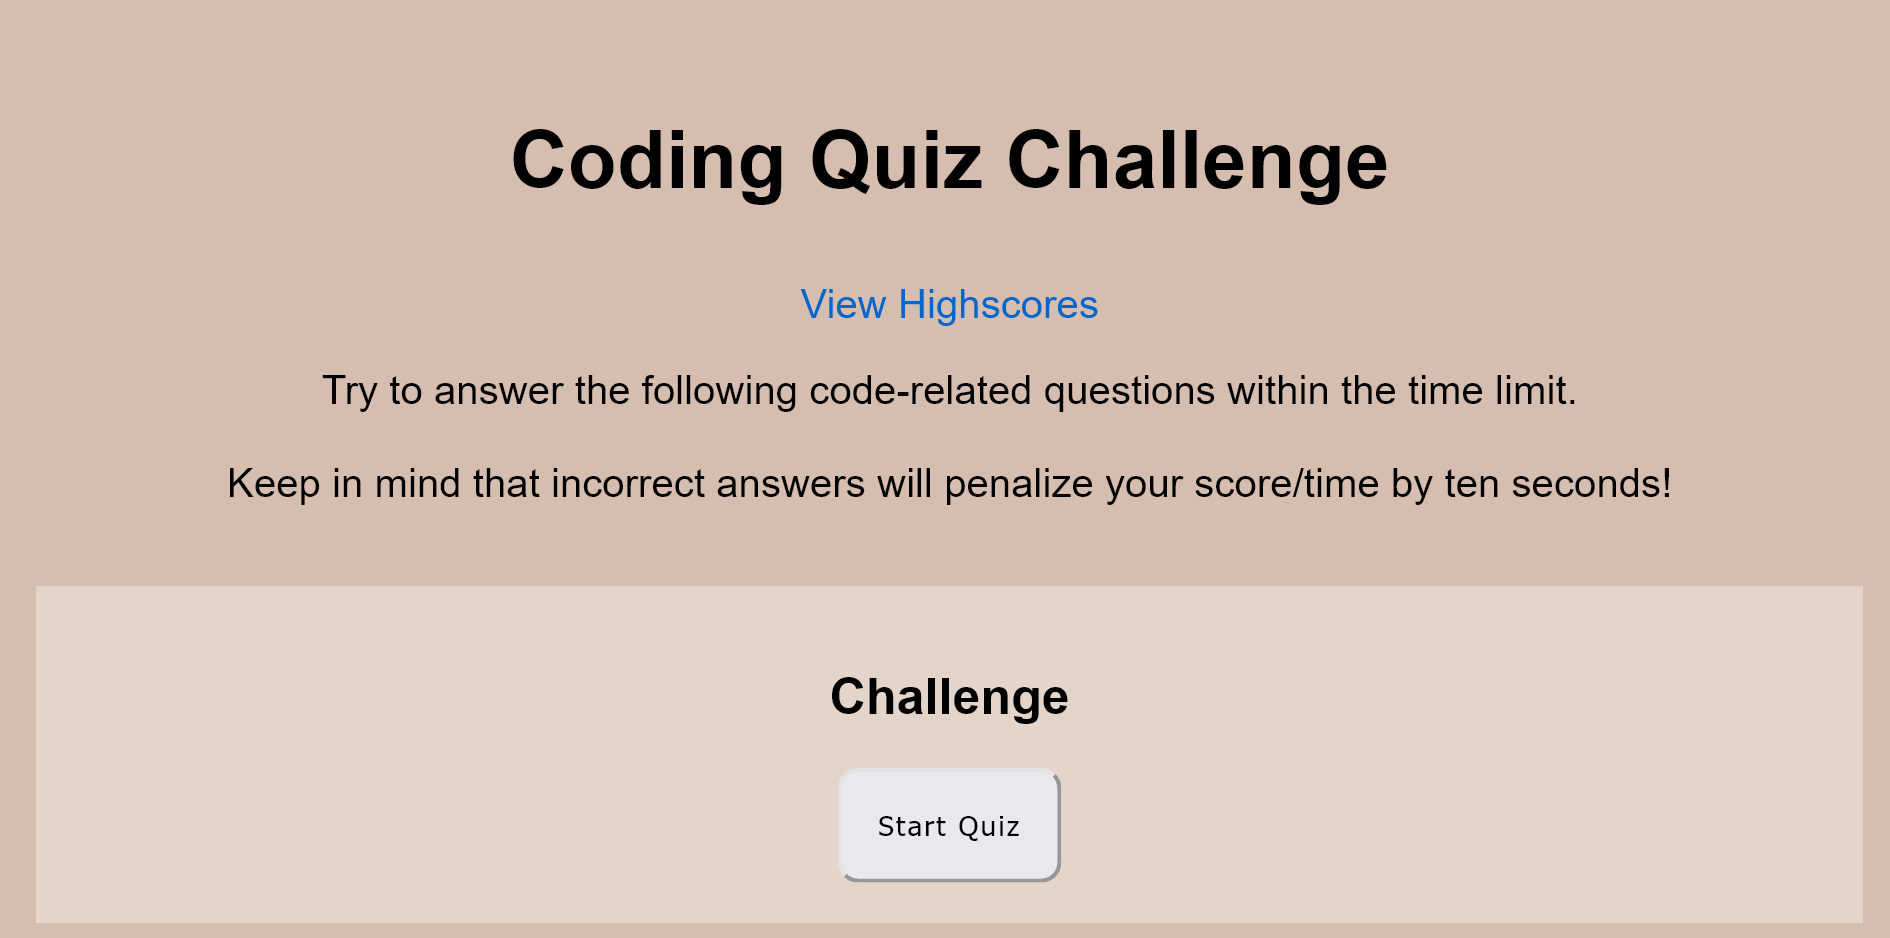 Coding Quiz Challenge
View Highscores
Try to answer the following code-related questions within the time limit.
Keep in mind that incorrect answers will penalize your score/time by ten seconds!
Challenge
Start Quiz